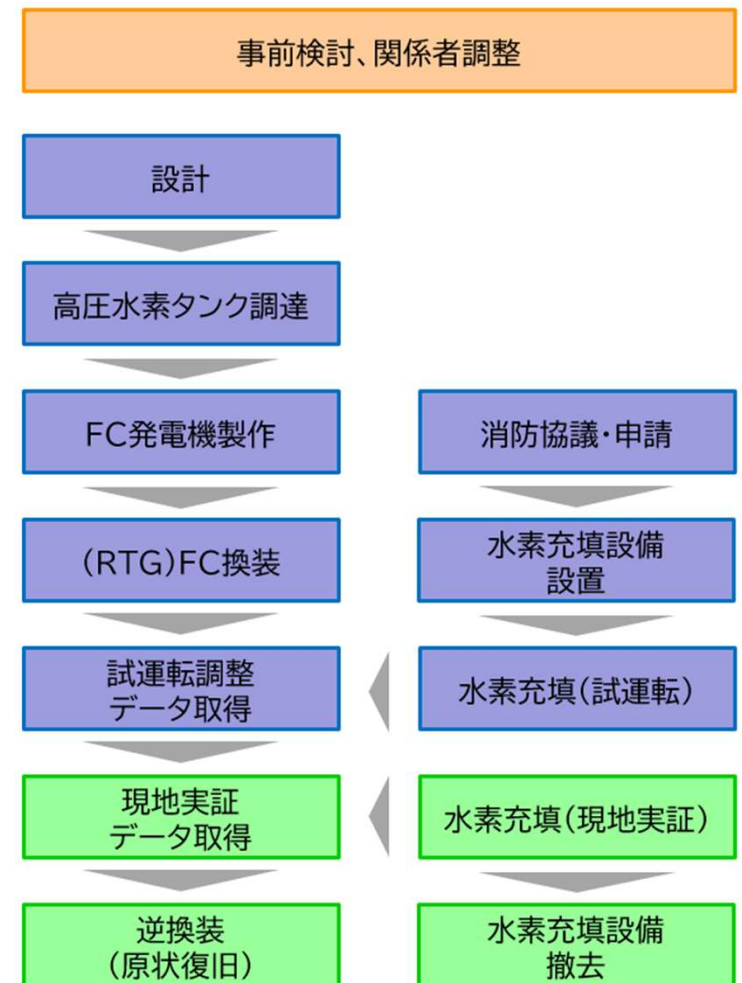 事前検討、関係者調整
設計
高圧水素タンク調達
FC発電機製作
消防協議・申請
(RTG)FC換装
水素充填設備
設置
試運転調整
データ取得
水素充填(試運転)
現地実証
データ取得
水素充填(現地実証)
逆換装
(原状復旧)
水素充填設備
撤去